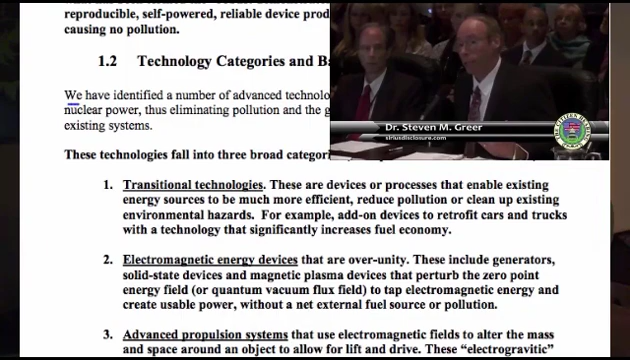 reproducible, self-powered, reliable device prod
causing no pollution.
1.2 Technology Categories and Ba
We have identified a number of advanced technolo
nuclear power, thus eliminating pollution and the g
existing systems.
These technologies fall into three broad categori
Dr. Steven M. Greer
siriusdisclosure.com
1. Transitional technologies. These are devices or processes that enable existing
energy sources to be much more efficient, reduce pollution or clean up existing
environmental hazards. For example, add-on devices to retrofit cars and trucks
with a technology that significantly increases fuel economy.
2. Electromagnetic energy devices that are over-unity. These include generators,
solid-state devices and magnetic plasma devices that perturb the zero point
energy field (or quantum vacuum flux field) to tap electromagnetic energy and
create usable power, without a net external fuel source or pollution.
3. Advanced propulsion systems that use electromagnetic fields to alter the mass
and space around an object to allow for lift and drive. These “electrogravitic”